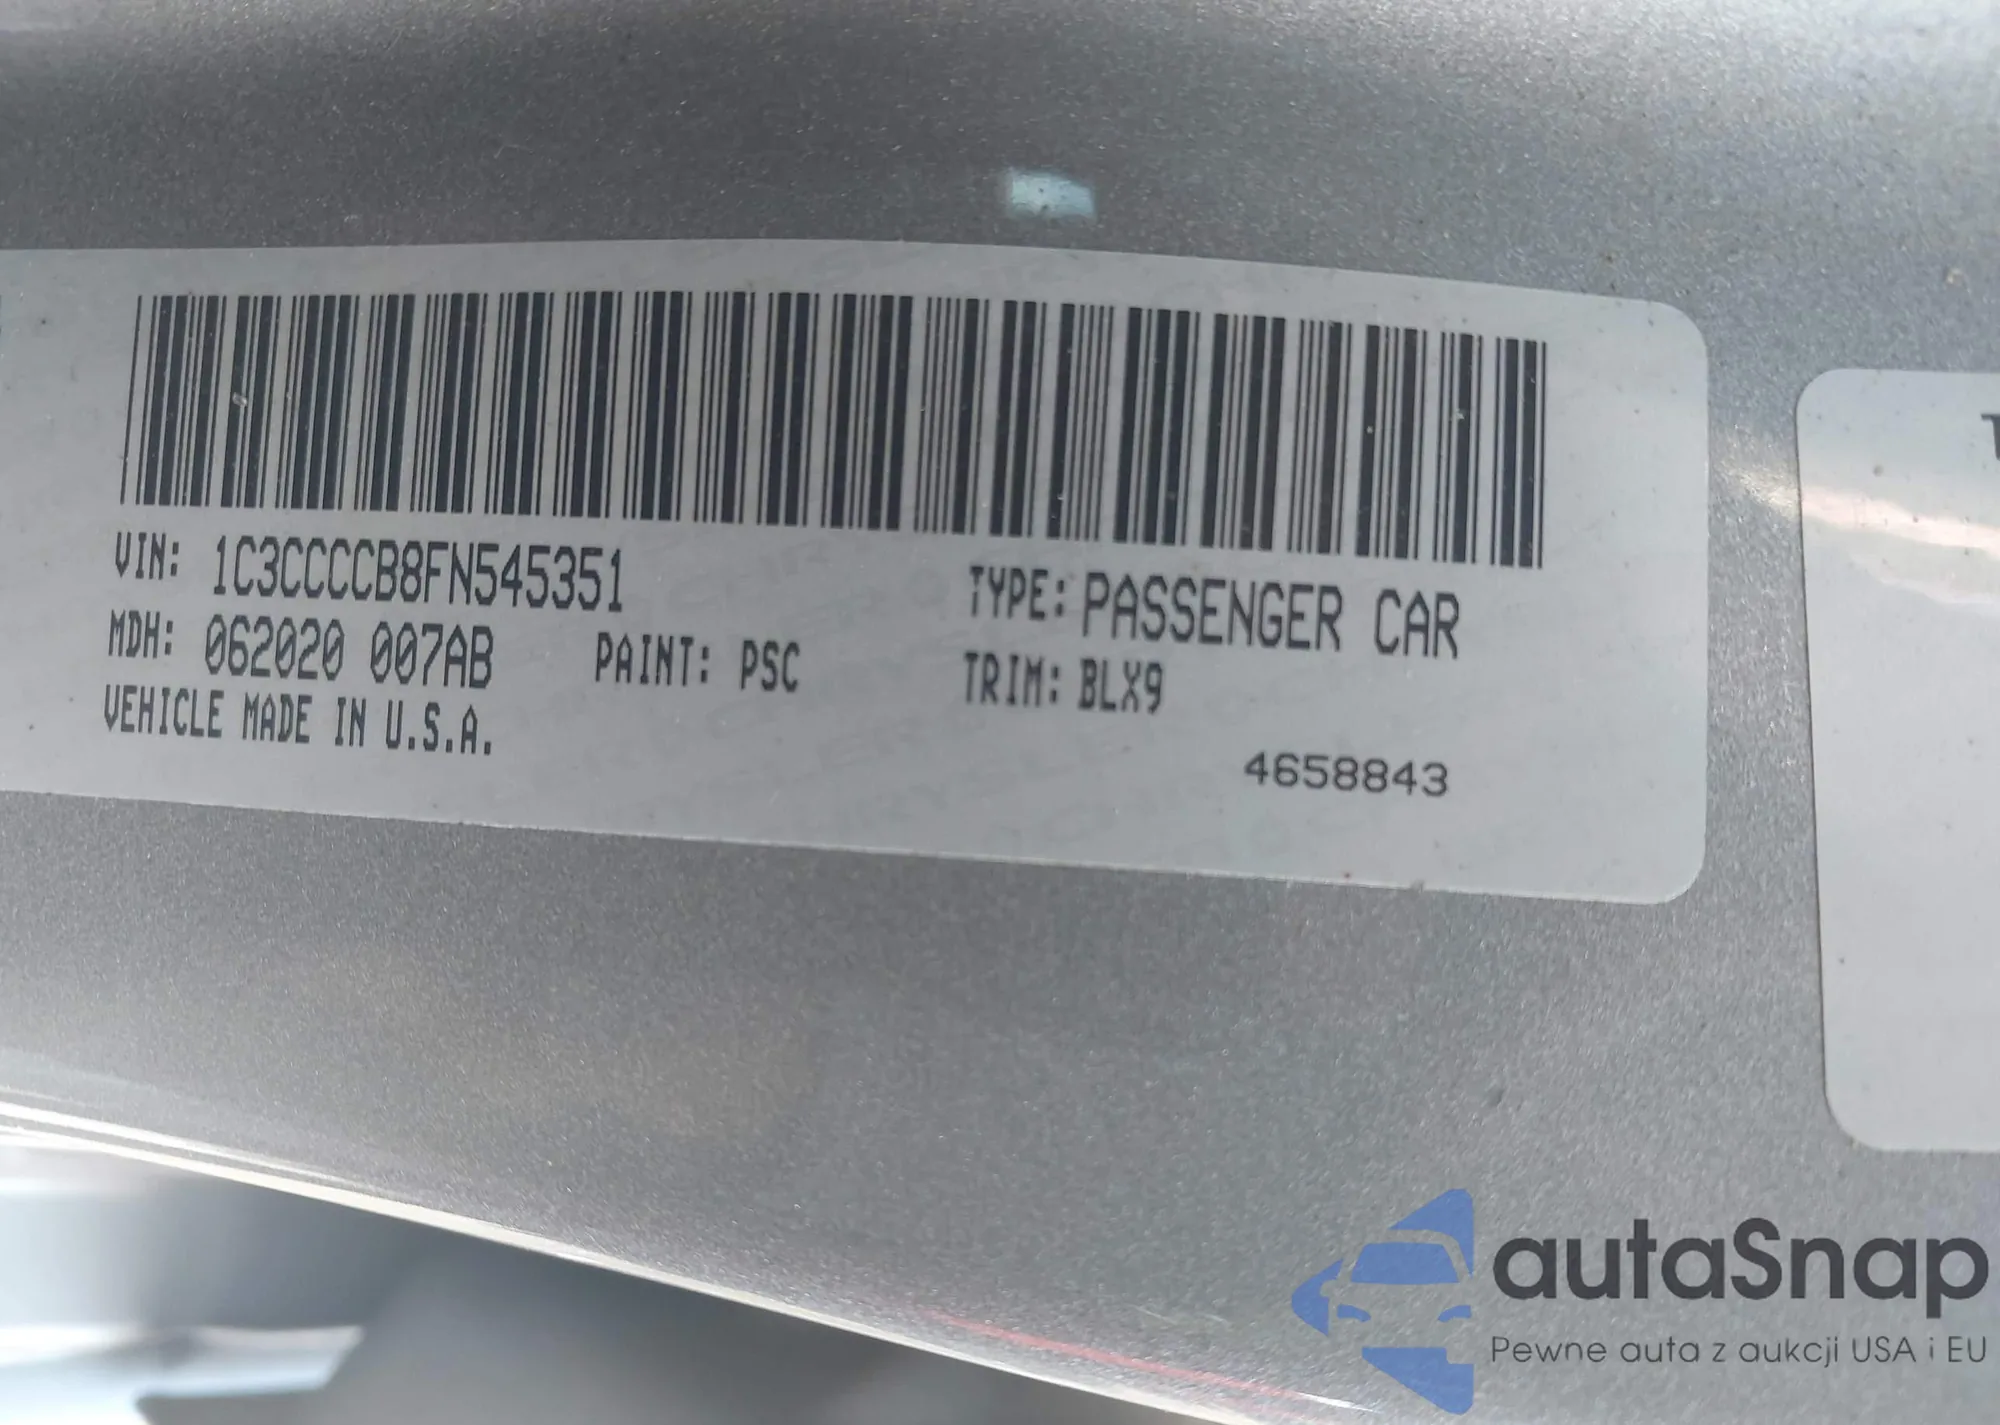 VIN: 1C3CCCCB8FN545351
TYPE: PASSENGER CAR
MDH: 062020 007AB
PAINT: PSC
TRIM: BLX9
VEHICLE MADE IN U.S.A.
4658843
autaSnap
Pewne auta z aukcji USA i EU